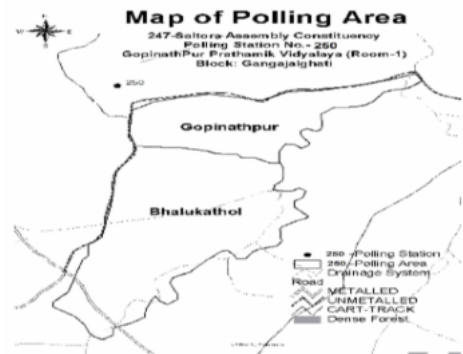 Map of Polling Area
247-Saltora Assembly Constituency
Polling Station No.- 250
GopinathPur Prathamik Vidyalaya (Room-1)
Block: Gangajalghati
N
W
E
250
Gopinathpur
Bhalukathol
250 -Polling Station
250 -Polling Area
Drainage System
Road
METALLED
UNMETALLED
CART-TRACK
Dense Forest